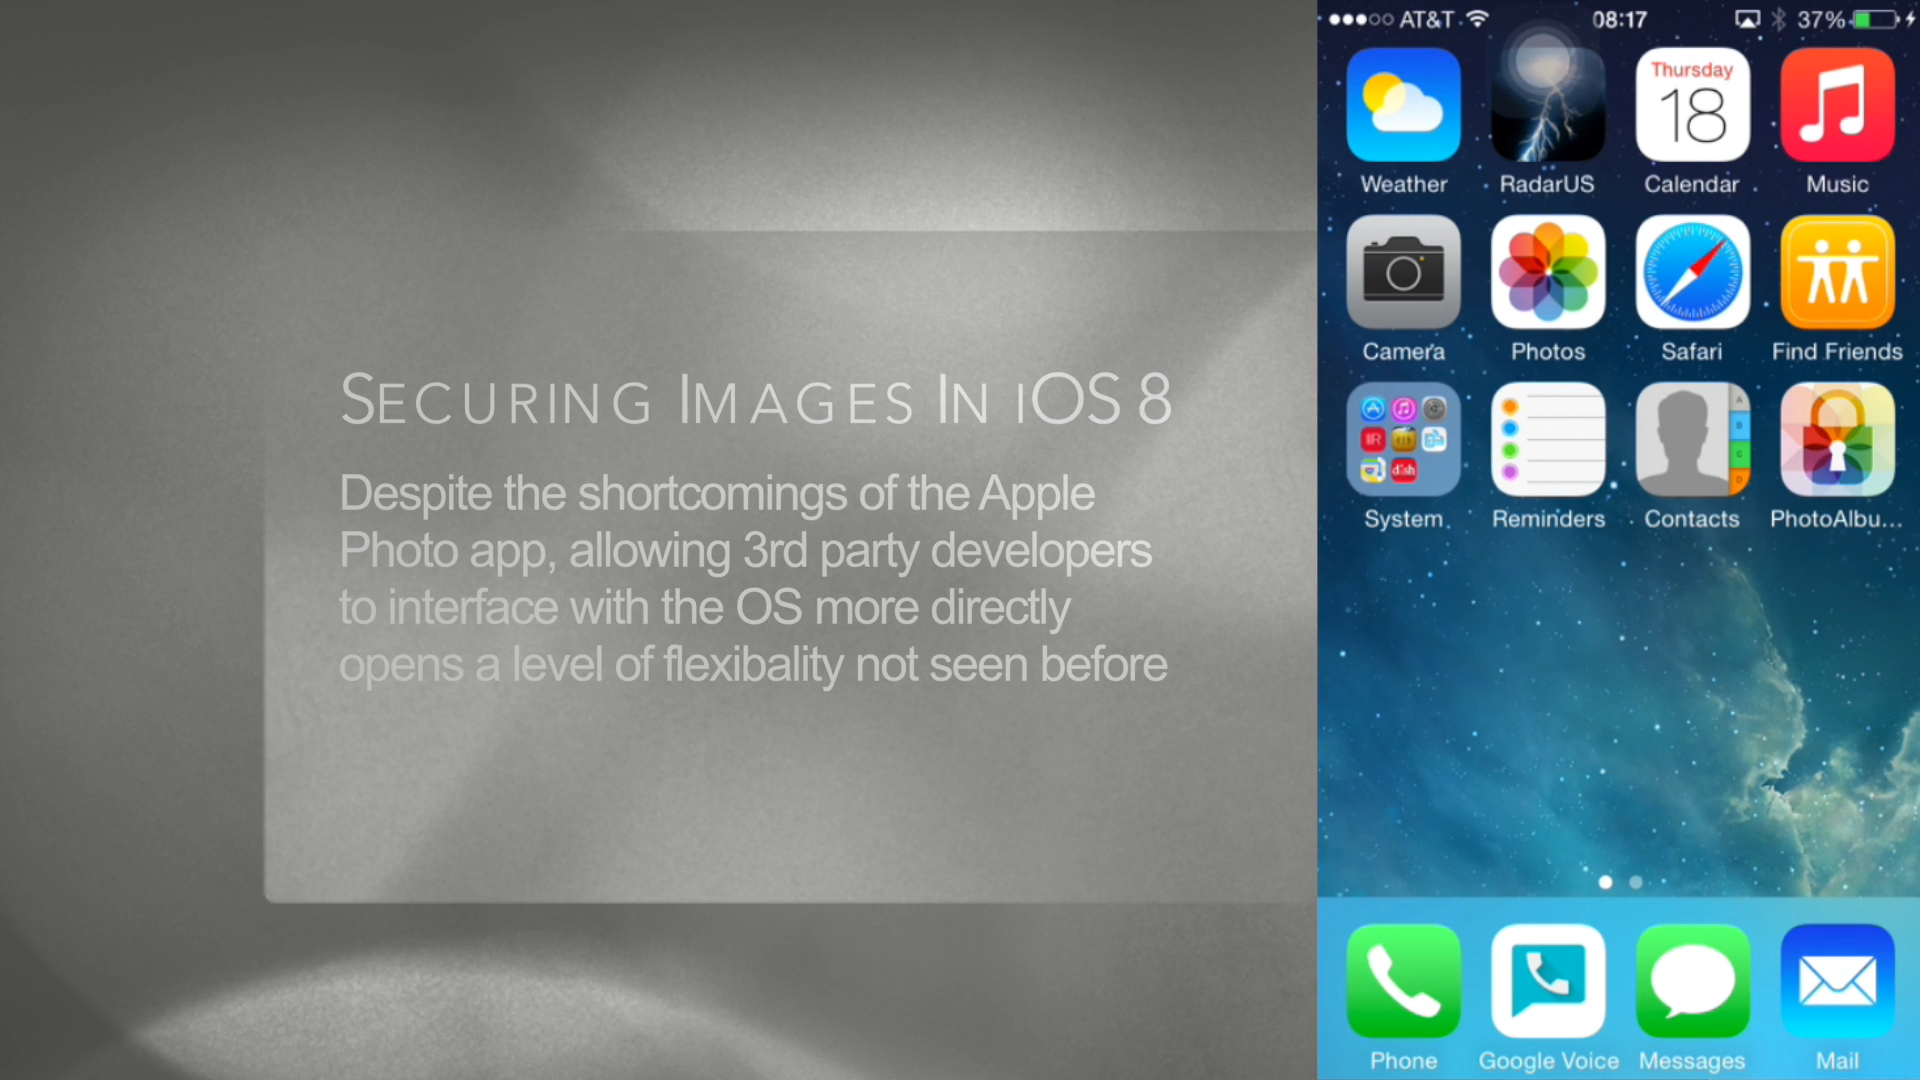 SECURING IMAGES IN iOS 8
Despite the shortcomings of the Apple
Photo app, allowing 3rd party developers
to interface with the OS more directly
opens a level of flexibality not seen before
AT&T 08:17 37%
Thursday
18
Weather RadarUS Calendar Music
Camera Photos Safari Find Friends
IIR
dish
A
B
C
D
System Reminders Contacts PhotoAlbu...
Phone Google Voice Messages Mail